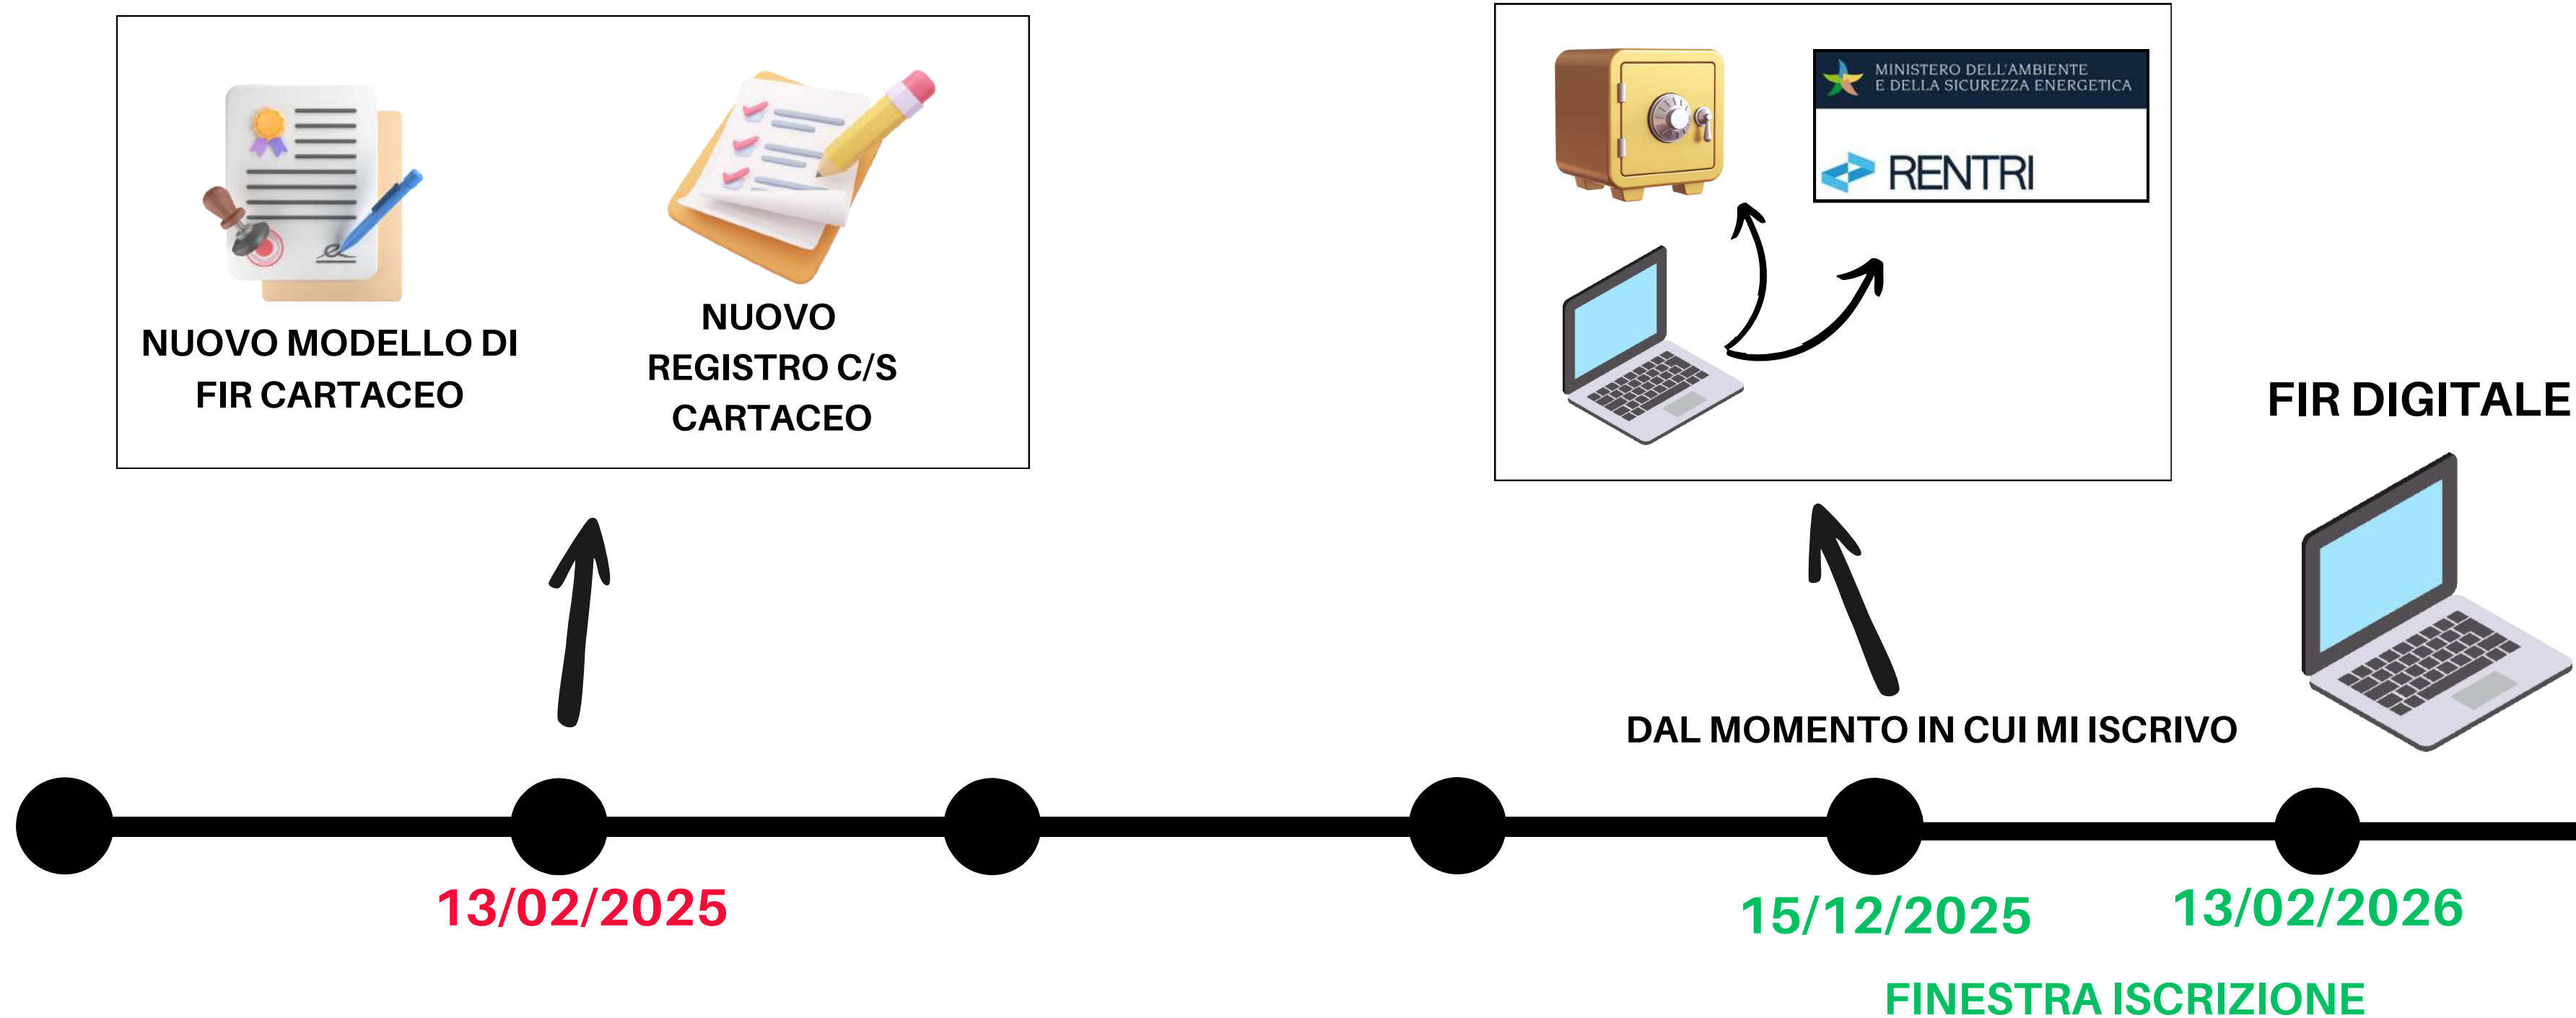 MINISTERO DELL'AMBIENTE
E DELLA SICUREZZA ENERGETICA
RENTRI
NUOVO MODELLO DI
FIR CARTACEO
NUOVO
REGISTRO C/S
CARTACEO
FIR DIGITALE
DAL MOMENTO IN CUI MI ISCRIVO
13/02/2025
15/12/2025
13/02/2026
FINESTRA ISCRIZIONE